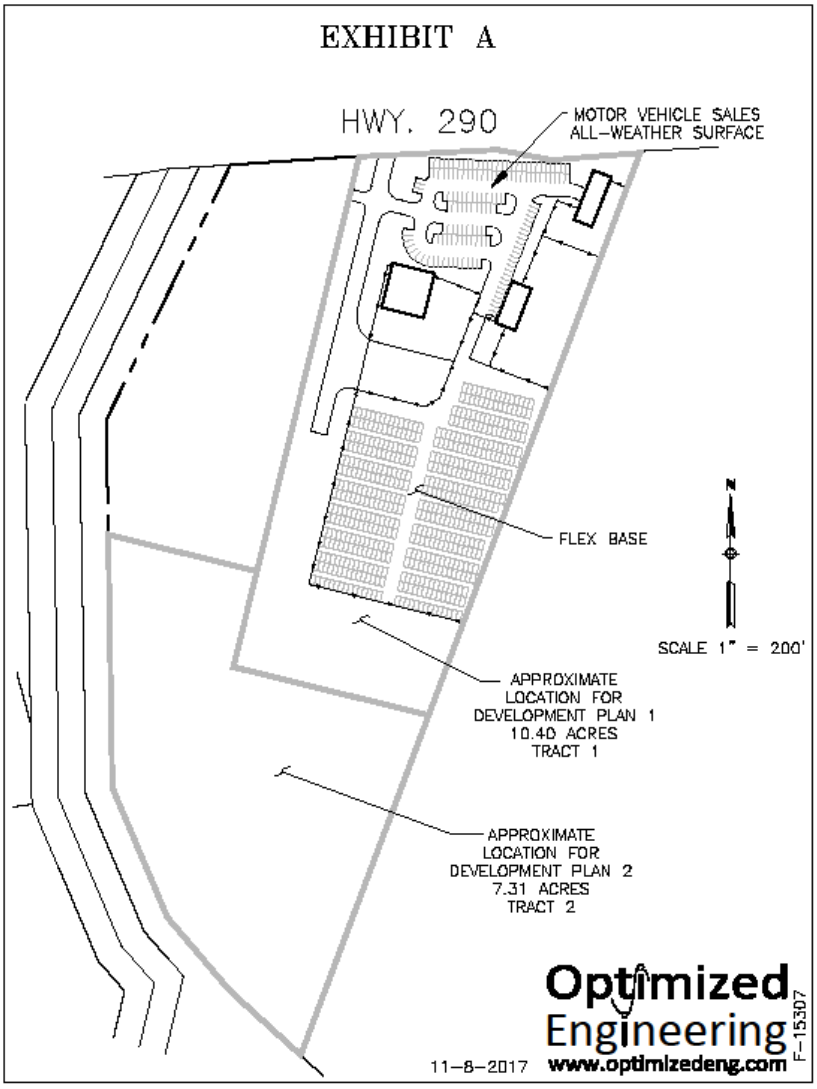 EXHIBIT A
HWY. 290
MOTOR VEHICLE SALES
ALL-WEATHER SURFACE
FLEX BASE
N
SCALE 1" = 200'
APPROXIMATE
LOCATION FOR
DEVELOPMENT PLAN 1
10.40 ACRES
TRACT 1
APPROXIMATE
LOCATION FOR
DEVELOPMENT PLAN 2
7.31 ACRES
TRACT 2
Optimized
Engineering
www.optimizedeng.com
F-15307
11-8-2017